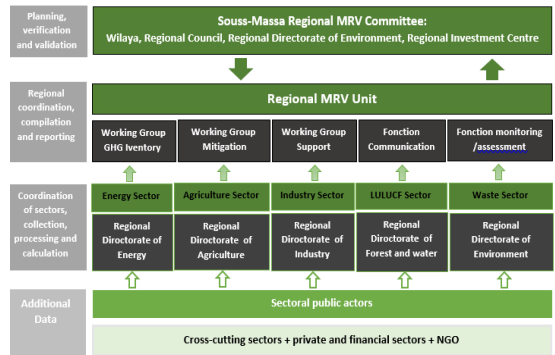 Planning,
verification
and validation
Souss-Massa Regional MRV Committee:
Wilaya, Regional Council, Regional Directorate of Environment, Regional Investment Centre
Regional
coordination,
compilation
and reporting
Regional MRV Unit
Working Group
GHG Iventory
Working Group
Mitigation
Working Group
Support
Fonction
Communication
Fonction monitoring
/assessment
Coordination
of sectors,
collection,
processing and
calculation
Energy Sector
Agriculture Sector
Industry Sector
LULUCF Sector
Waste Sector
Regional
Diroctorate of
Energy
Regional
Directorate of
Agriculture
Regional
Directorate of
Industry
Regional
Directorate of
Forest and water
Regional
Directorate of
Environment
Additional
Data
Sectoral public actors
Cross-cutting sectors + private and financial sectors + NGO